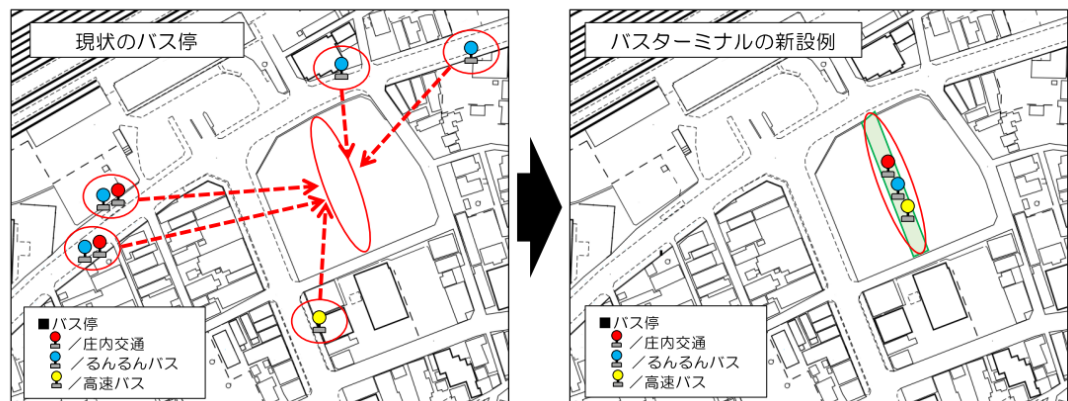 現状のバス停
■バス停
／庄内交通
／るんるんバス
／高速バス
バスターミナルの新設例
■バス停
／庄内交通
／るんるんバス
／高速バス